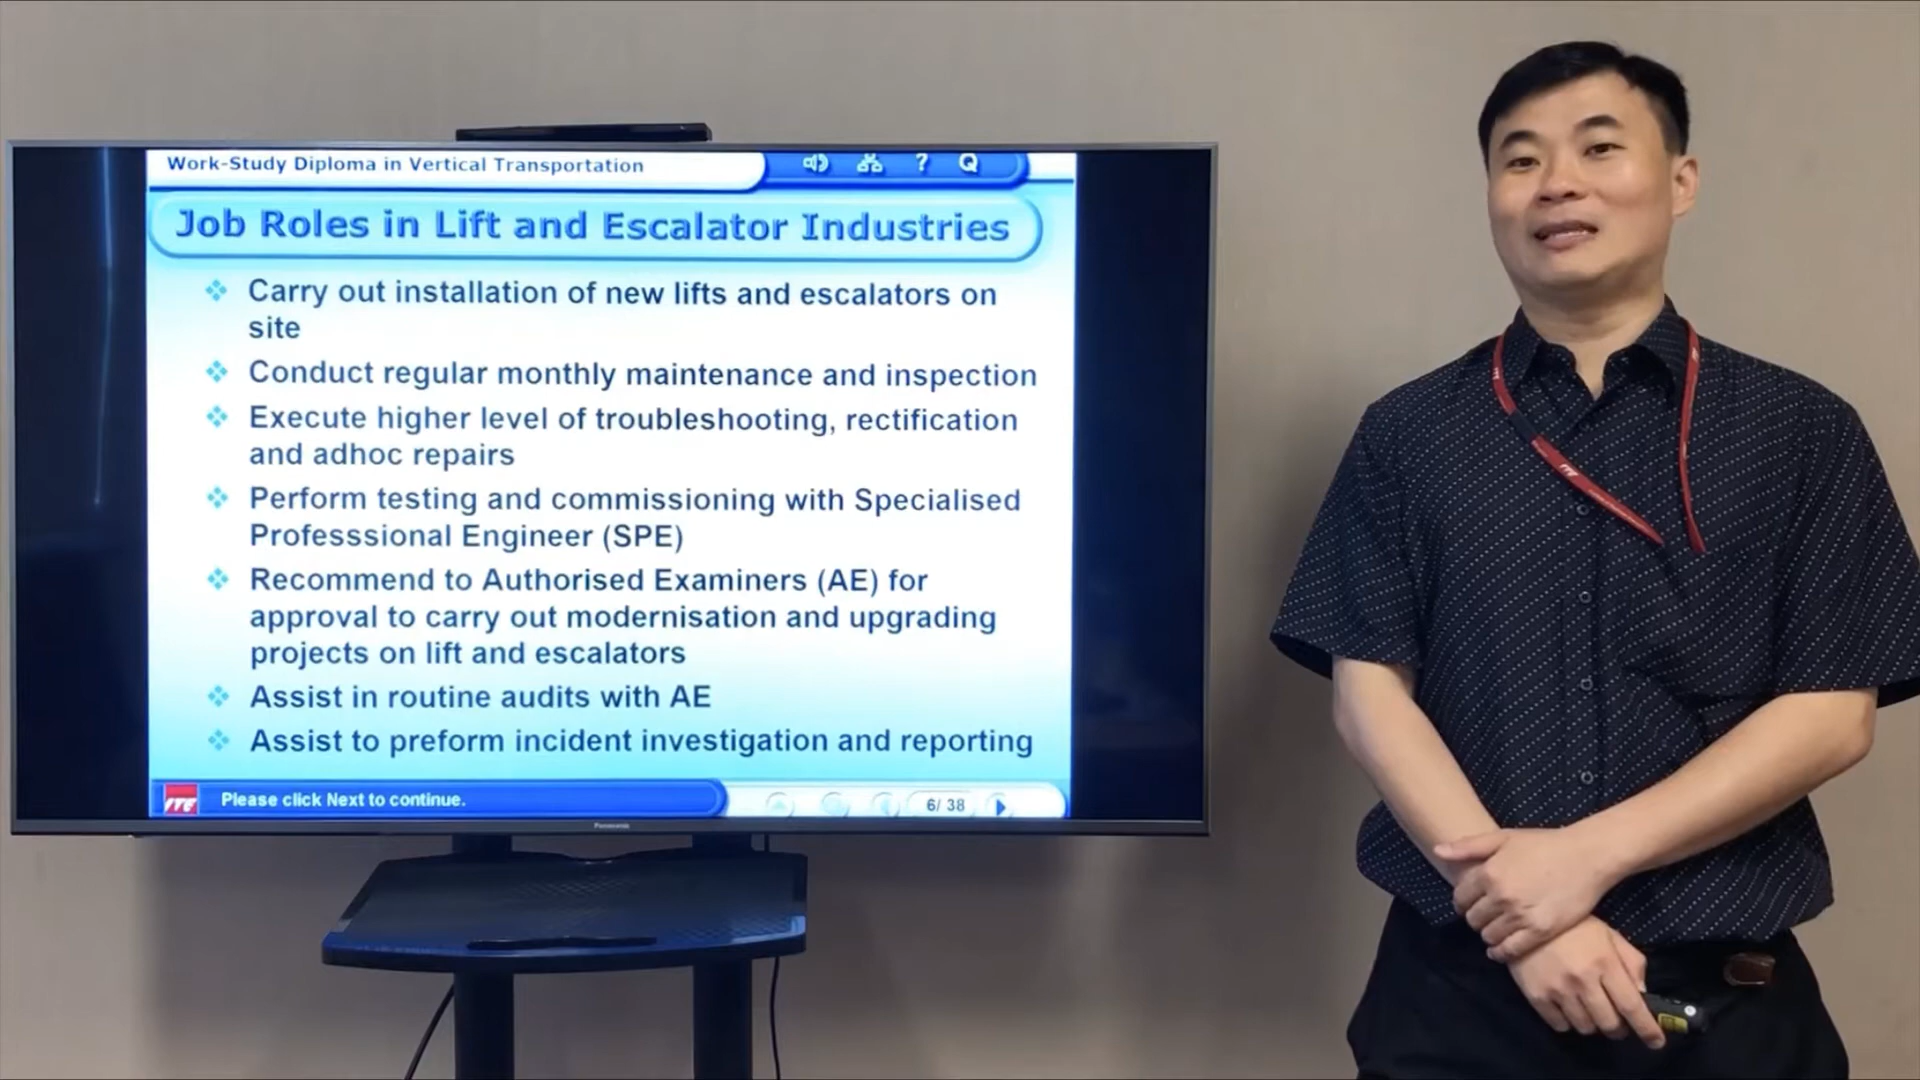 Work-Study Diploma in Vertical Transportation
? Q
Job Roles in Lift and Escalator Industries
Carry out installation of new lifts and escalators on
site
Conduct regular monthly maintenance and inspection
Execute higher level of troubleshooting, rectification
and adhoc repairs
Perform testing and commissioning with Specialised
Professsional Engineer (SPE)
Recommend to Authorised Examiners (AE) for
approval to carry out modernisation and upgrading
projects on lift and escalators
Assist in routine audits with AE
Assist to preform incident investigation and reporting
ITE
Please click Next to continue.
6/ 38
Panasonic
ITE